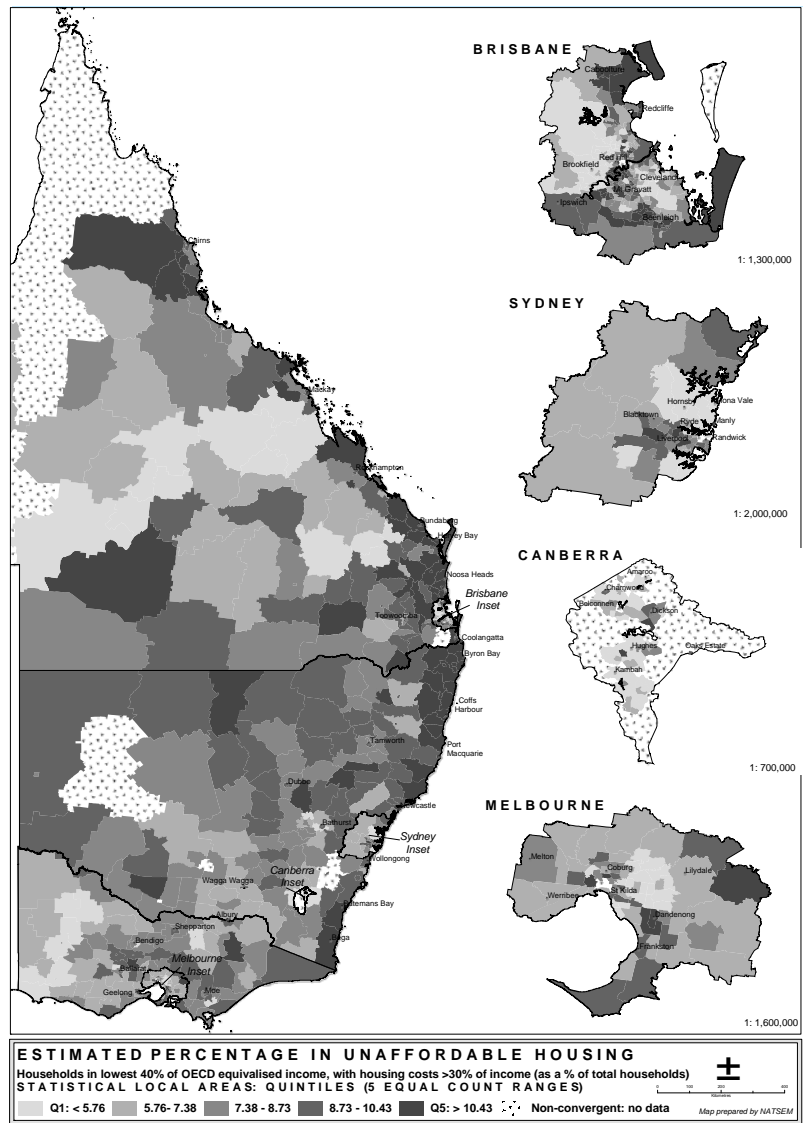 BRISBANE
Caboolture
Redcliffe
Red Hill
Brookfield
Cleveland
Mt Gravatt
Ipswich
Beenleigh
1: 1,300,000
Cairns
SYDNEY
Mackay
Hornsby
Mona Vale
Blacktown
Ryde
Manly
Liverpool
Randwick
Rockhampton
1: 2,000,000
Bundaberg
Hervey Bay
CANBERRA
Noosa Heads
Amaroo
Charnwood
Brisbane
Inset
Belconnen
Dickson
Toowoomba
Coolangatta
Hughes
Oaks Estate
Byron Bay
Kambah
Coffs
Harbour
Tamworth
Port
Macquarie
1: 700,000
Dubbo
Newcastle
MELBOURNE
Bathurst
Sydney
Inset
Coburg
Melton
Wollongong
Lilydale
Canberra
Inset
Wagga Wagga
St Kilda
Werribee
Batemans Bay
Albury
Dandenong
Shepparton
Bega
Bendigo
Frankston
Melbourne
Inset
Ballarat
Geelong
Moe
1: 1,600,000
ESTIMATED PERCENTAGE IN UNAFFORDABLE HOUSING
Households in lowest 40% of OECD equivalised income, with housing costs >30% of income (as a % of total households)
STATISTICAL LOCAL AREAS: QUINTILES (5 EQUAL COUNT RANGES)
0 100 200 400
Kilometres
Q1: < 5.76 5.76- 7.38 7.38 - 8.73 8.73 - 10.43 Q5: > 10.43 Non-convergent: no data
Map prepared by NATSEM